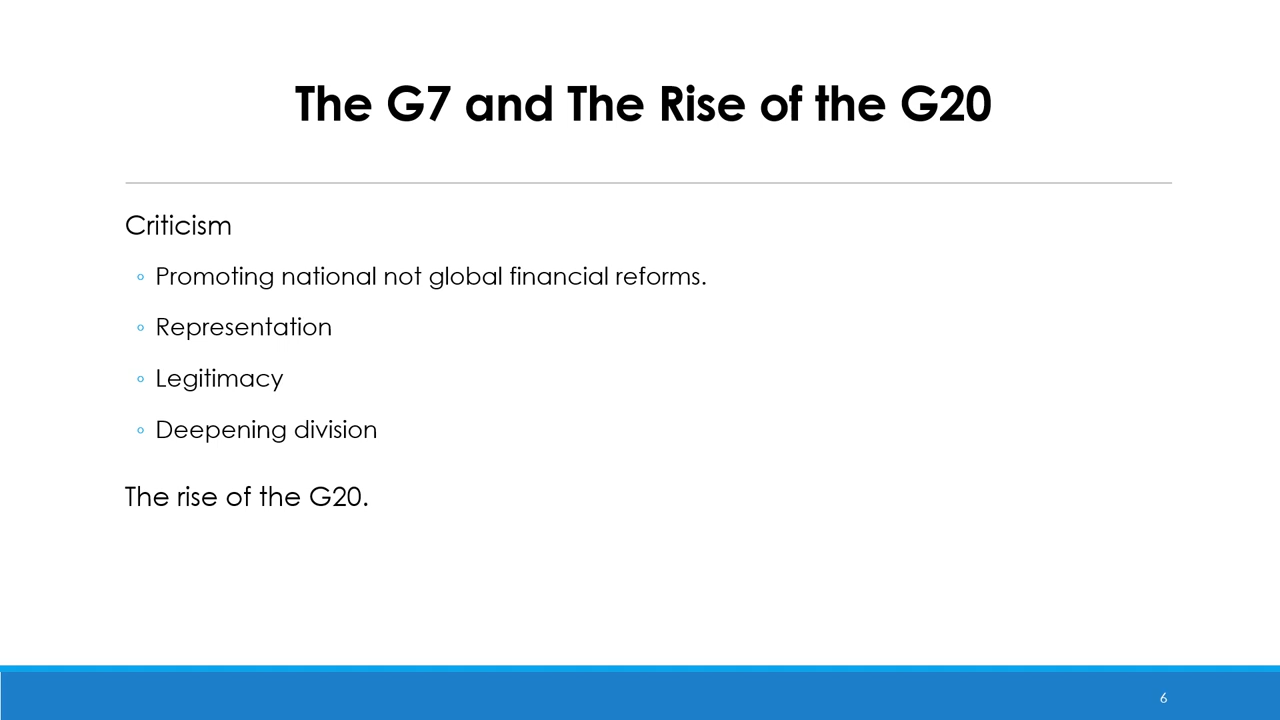 The G7 and The Rise of the G20
Criticism
◦ Promoting national not global financial reforms.
◦ Representation
◦ Legitimacy
◦ Deepening division
The rise of the G20.
6